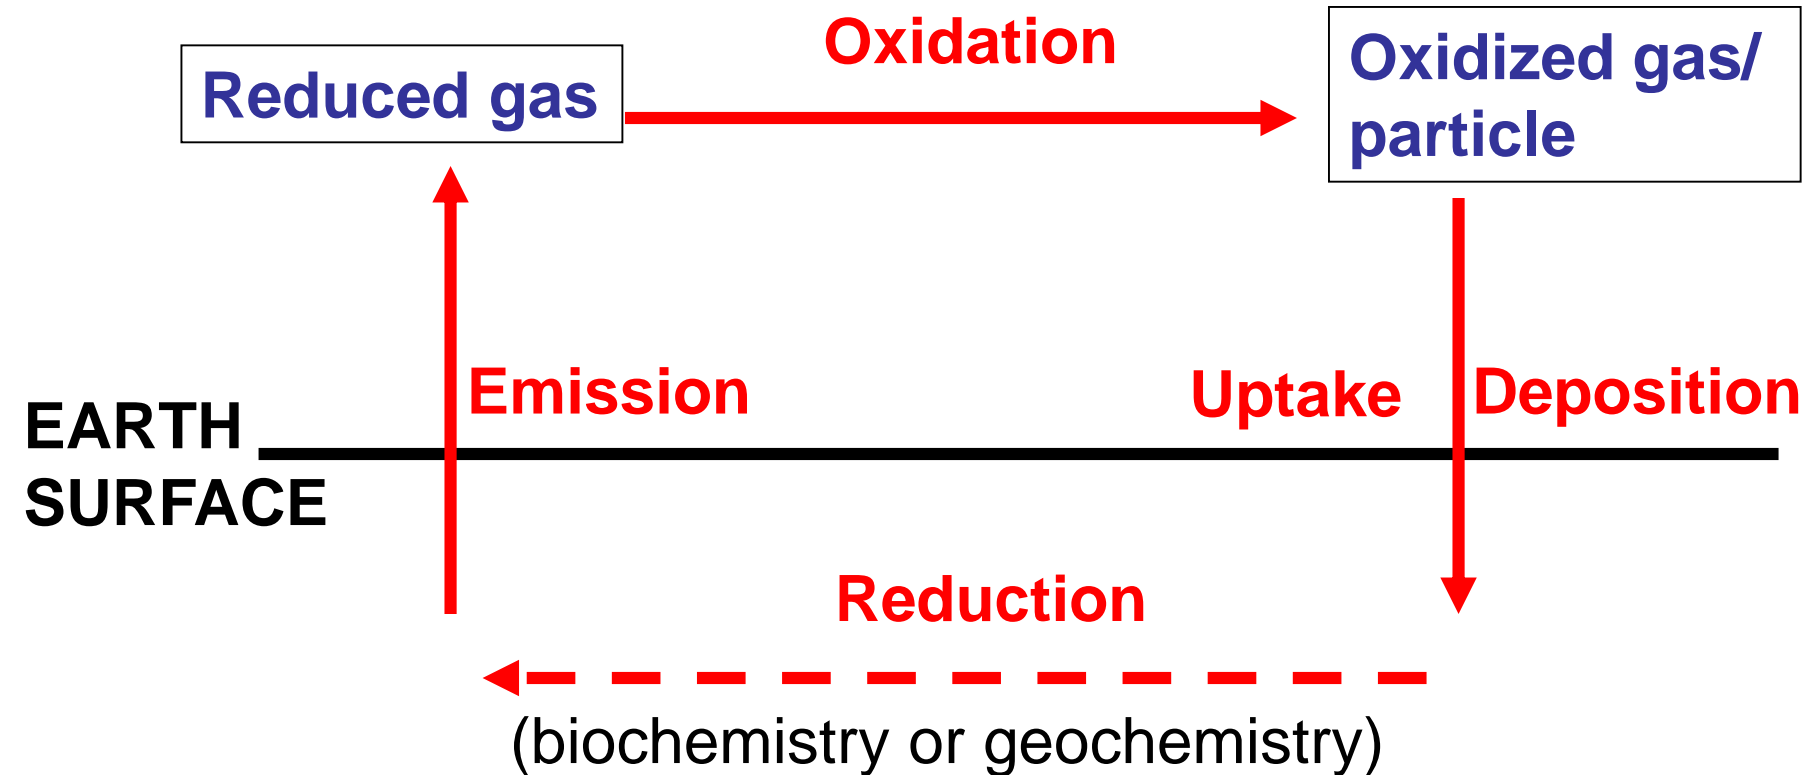 Oxidation
Reduced gas
Oxidized gas/
particle
Emission
Uptake
Deposition
EARTH
SURFACE
Reduction
(biochemistry or geochemistry)